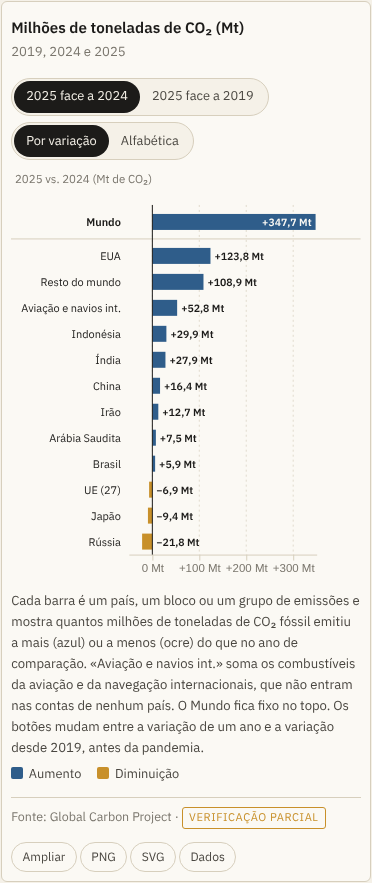 Milhões de toneladas de CO₂ (Mt)
2019, 2024 e 2025
2025 face a 2024 2025 face a 2019
Por variação Alfabética
2025 vs. 2024 (Mt de CO₂)
Mundo +347,7 Mt
EUA +123,8 Mt
Resto do mundo +108,9 Mt
Aviação e navios int. +52,8 Mt
Indonésia +29,9 Mt
Índia +27,9 Mt
China +16,4 Mt
Irão +12,7 Mt
Arábia Saudita +7,5 Mt
Brasil +5,9 Mt
UE (27) −6,9 Mt
Japão −9,4 Mt
Rússia −21,8 Mt
0 Mt +100 Mt +200 Mt +300 Mt
Cada barra é um país, um bloco ou um grupo de emissões e
mostra quantos milhões de toneladas de CO₂ fóssil emitiu
a mais (azul) ou a menos (ocre) do que no ano de
comparação. «Aviação e navios int.» soma os combustíveis
da aviação e da navegação internacionais, que não entram
nas contas de nenhum país. O Mundo fica fixo no topo. Os
botões mudam entre a variação de um ano e a variação
desde 2019, antes da pandemia.
Aumento Diminuição
Fonte: Global Carbon Project · VERIFICAÇÃO PARCIAL
Ampliar PNG SVG Dados